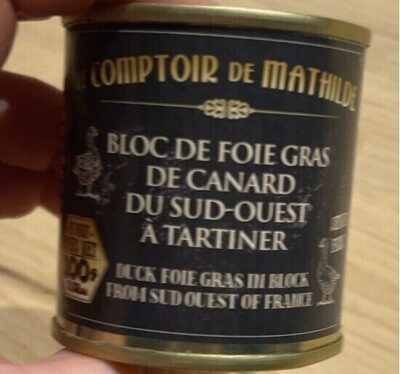 COMPTOIR DE MATHILDE
BLOC DE FOIE GRAS
DE CANARD
DU SUD-OUEST
À TARTINER
DUCK FOIE GRAS IN BLOCK
FROM SUD OUEST OF FRANCE